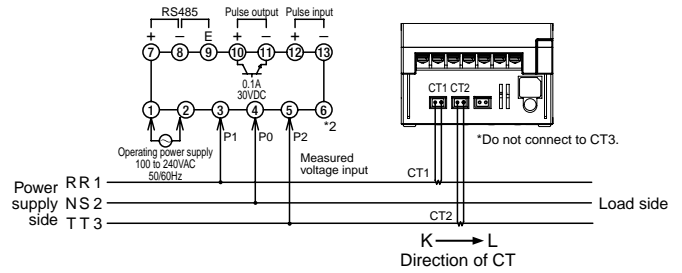 RS485
Pulse output
Pulse input
+ − E + − + −
7 8 9 10 11 12 13
0.1A
30VDC
1 2 3 4 5 6
*2
P1 P0 P2
Operating power supply
100 to 240VAC
50/60Hz
Measured
voltage input
CT1 CT2
*Do not connect to CT3.
CT1
CT2
Power
supply
side
R R 1
N S 2
T T 3
Load side
K L
Direction of CT